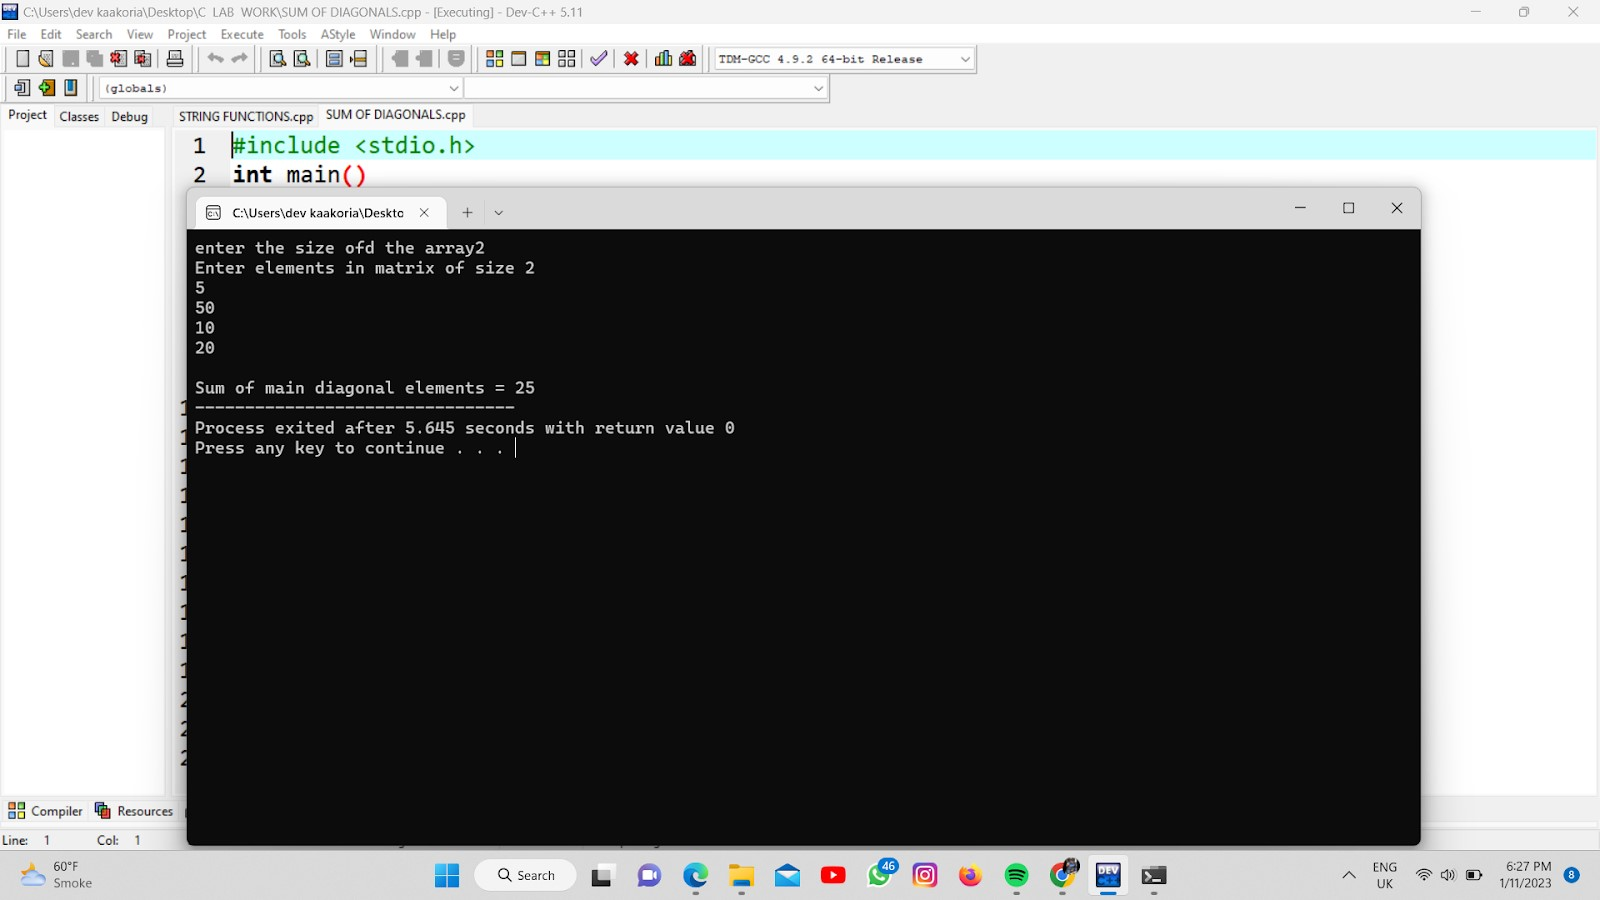 C:\Users\dev kaakoria\Desktop\C  LAB  WORK\SUM OF DIAGONALS.cpp - [Executing] - Dev-C++ 5.11
File Edit Search View Project Execute Tools AStyle Window Help
TDM-GCC 4.9.2 64-bit Release
(globals)
Project Classes Debug STRING FUNCTIONS.cpp SUM OF DIAGONALS.cpp
1 #include <stdio.h>
2 int main()
C:\Users\dev kaakoria\Deskto
enter the size ofd the array2
Enter elements in matrix of size 2
5
50
10
20
Sum of main diagonal elements = 25
--------------------------------
Process exited after 5.645 seconds with return value 0
Press any key to continue . . .
Compiler Resources
Line: 1 Col: 1
60°F
Smoke
Search
46
DEV
ENG
UK
6:27 PM
1/11/2023
8